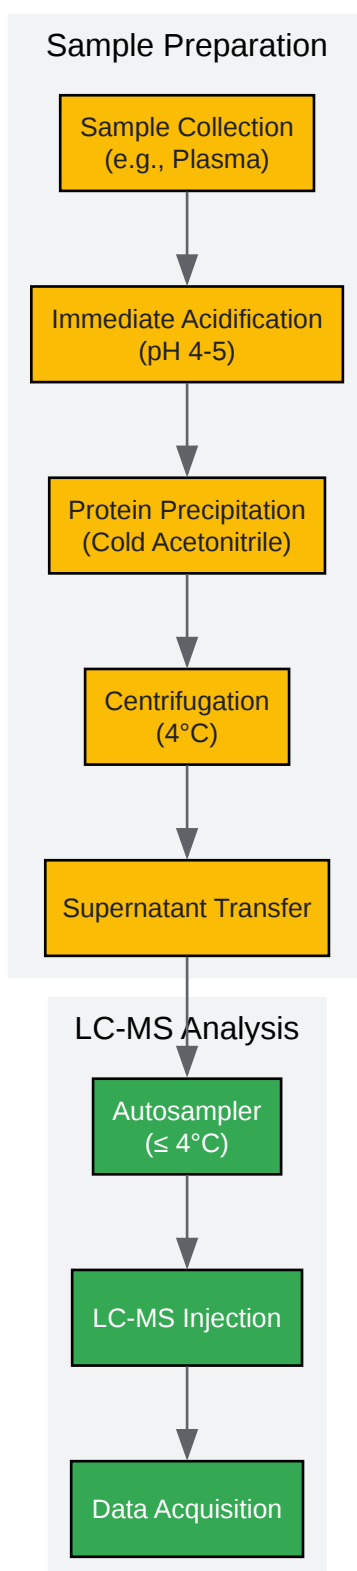 Sample Preparation
Sample Collection
(e.g., Plasma)
Immediate Acidification
(pH 4-5)
Protein Precipitation
(Cold Acetonitrile)
Centrifugation
(4°C)
Supernatant Transfer
LC-MS Analysis
Autosampler
(≤ 4°C)
LC-MS Injection
Data Acquisition